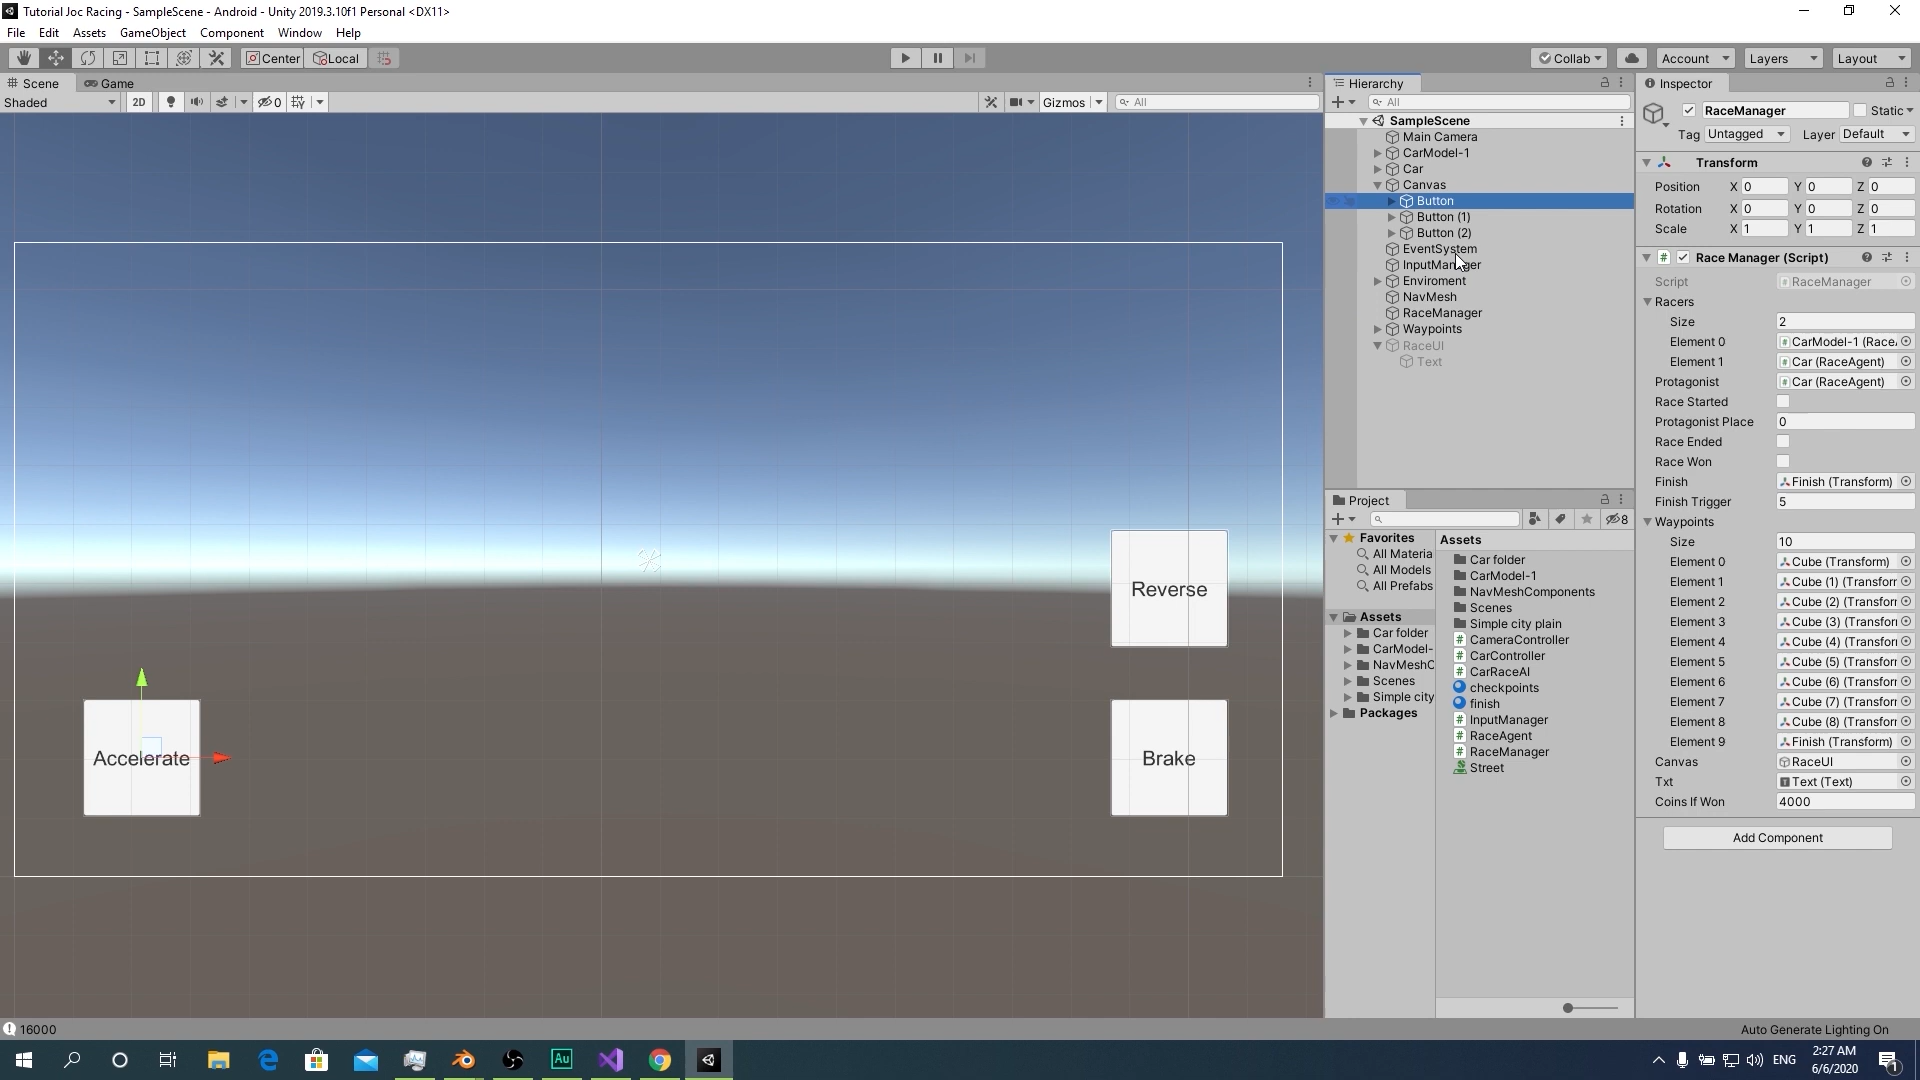 Tutorial Joc Racing - SampleScene - Android - Unity 2019.3.10f1 Personal <DX11>
File Edit Assets GameObject Component Window Help
Center Local Collab Account Layers Layout
Scene Game
Shaded 2D 0 Gizmos All
Reverse
Accelerate
Brake
Hierarchy
All
SampleScene
Main Camera
CarModel-1
Car
Canvas
Button
Button (1)
Button (2)
EventSystem
InputManager
Enviroment
NavMesh
RaceManager
Waypoints
RaceUI
Text
Project
8
Favorites
All Materia
All Models
All Prefabs
Assets
Car folder
CarModel-
NavMeshC
Scenes
Simple city
Packages
Assets
Car folder
CarModel-1
NavMeshComponents
Scenes
Simple city plain
CameraController
CarController
CarRaceAI
checkpoints
finish
InputManager
RaceAgent
RaceManager
Street
Inspector
RaceManager Static
Tag Untagged Layer Default
Transform
Position X 0 Y 0 Z 0
Rotation X 0 Y 0 Z 0
Scale X 1 Y 1 Z 1
Race Manager (Script)
Script RaceManager
Racers
Size 2
Element 0 CarModel-1 (Race
Element 1 Car (RaceAgent)
Protagonist Car (RaceAgent)
Race Started
Protagonist Place 0
Race Ended
Race Won
Finish Finish (Transform)
Finish Trigger 5
Waypoints
Size 10
Element 0 Cube (Transform)
Element 1 Cube (1) (Transforr
Element 2 Cube (2) (Transforr
Element 3 Cube (3) (Transforr
Element 4 Cube (4) (Transforr
Element 5 Cube (5) (Transforr
Element 6 Cube (6) (Transforr
Element 7 Cube (7) (Transforr
Element 8 Cube (8) (Transforr
Element 9 Finish (Transform)
Canvas RaceUI
Txt Text (Text)
Coins If Won 4000
Add Component
16000
Auto Generate Lighting On
Au
ENG
2:27 AM
6/6/2020
1